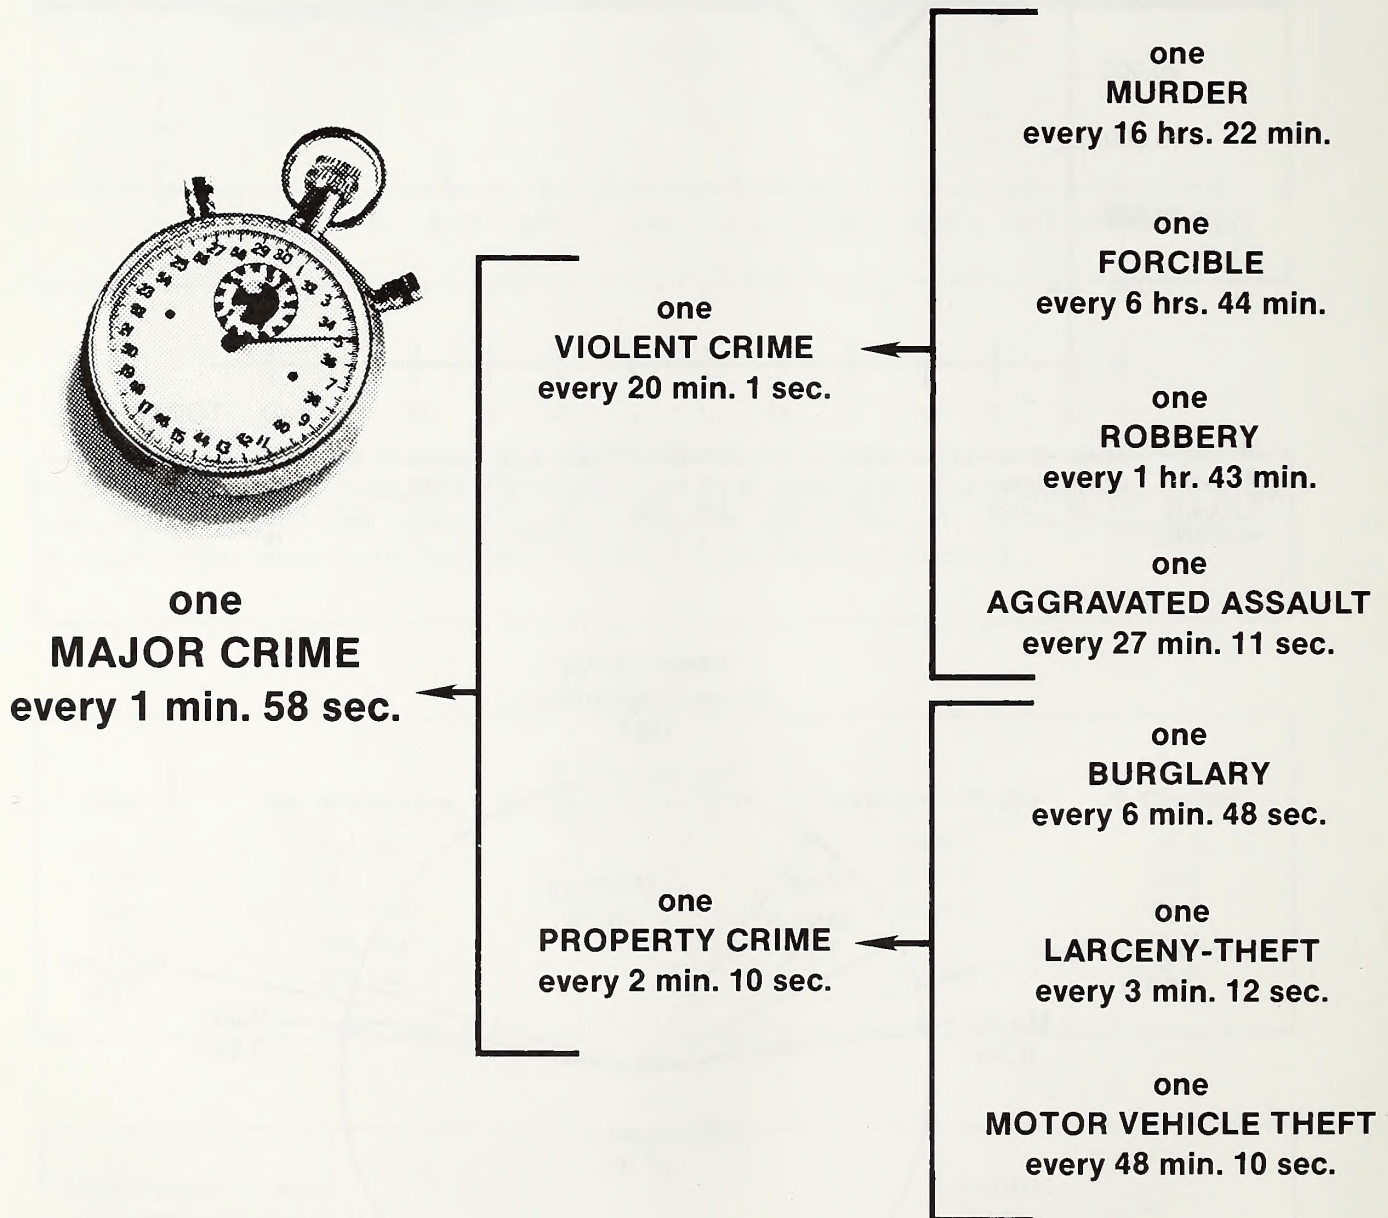 one
MAJOR CRIME
every 1 min. 58 sec.
one
VIOLENT CRIME
every 20 min. 1 sec.
one
PROPERTY CRIME
every 2 min. 10 sec.
one
MURDER
every 16 hrs. 22 min.
one
FORCIBLE
every 6 hrs. 44 min.
one
ROBBERY
every 1 hr. 43 min.
one
AGGRAVATED ASSAULT
every 27 min. 11 sec.
one
BURGLARY
every 6 min. 48 sec.
one
LARCENY-THEFT
every 3 min. 12 sec.
one
MOTOR VEHICLE THEFT
every 48 min. 10 sec.